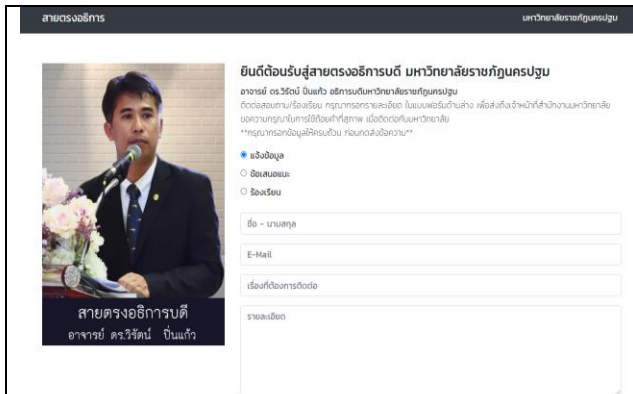 สายตรงอธิการ
มหาวิทยาลัยราชภัฏนครปฐม
ยินดีต้อนรับสู่สายตรงอธิการบดี มหาวิทยาลัยราชภัฏนครปฐม
อาจารย์ ดร.วิรัตน์ ปิ่นแก้ว อธิการบดีมหาวิทยาลัยราชภัฏนครปฐม
ติดต่อสอบถาม/ร้องเรียน กรุณากรอกรายละเอียด ในแบบฟอร์มด้านล่าง เพื่อส่งถึงเจ้าหน้าที่สำนักงานมหาวิทยาลัย
ขอความกรุณาในการใช้ถ้อยคำที่สุภาพ เมื่อติดต่อกับมหาวิทยาลัย
**กรุณากรอกข้อมูลให้ครบถ้วน ก่อนกดส่งข้อความ**
แจ้งข้อมูล
ข้อเสนอแนะ
ร้องเรียน
ชื่อ - นามสกุล
E-Mail
เรื่องที่ต้องการติดต่อ
รายละเอียด
สายตรงอธิการบดี
อาจารย์ ดร.วิรัตน์ ปิ่นแก้ว